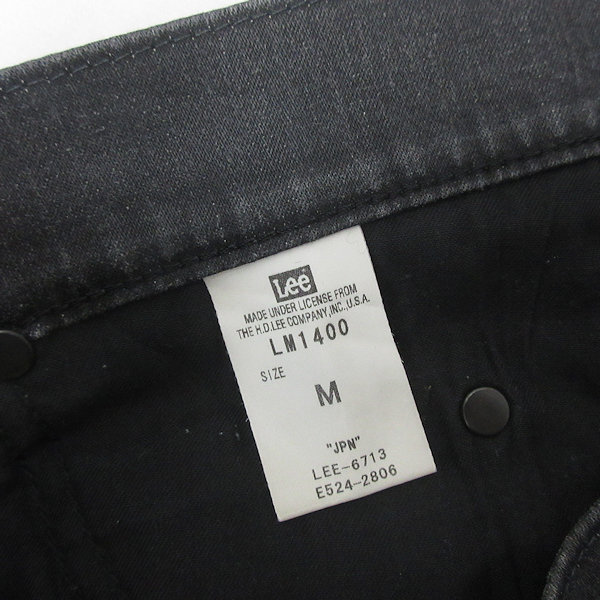 Lee
MADE UNDER LICENSE FROM
THE H.D.LEE COMPANY,INC.,U.S.A.
LM1400
SIZE
M
"JPN"
LEE-6713
E524-2806